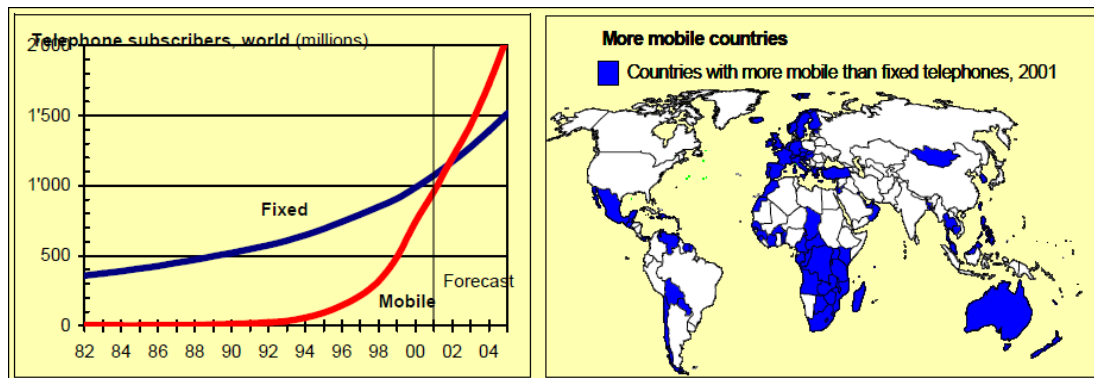 Telephone subscribers, world (millions)
2'000
1'500
1'000
500
0
Fixed
Mobile
Forecast
82 84 86 88 90 92 94 96 98 00 02 04
More mobile countries
Countries with more mobile than fixed telephones, 2001